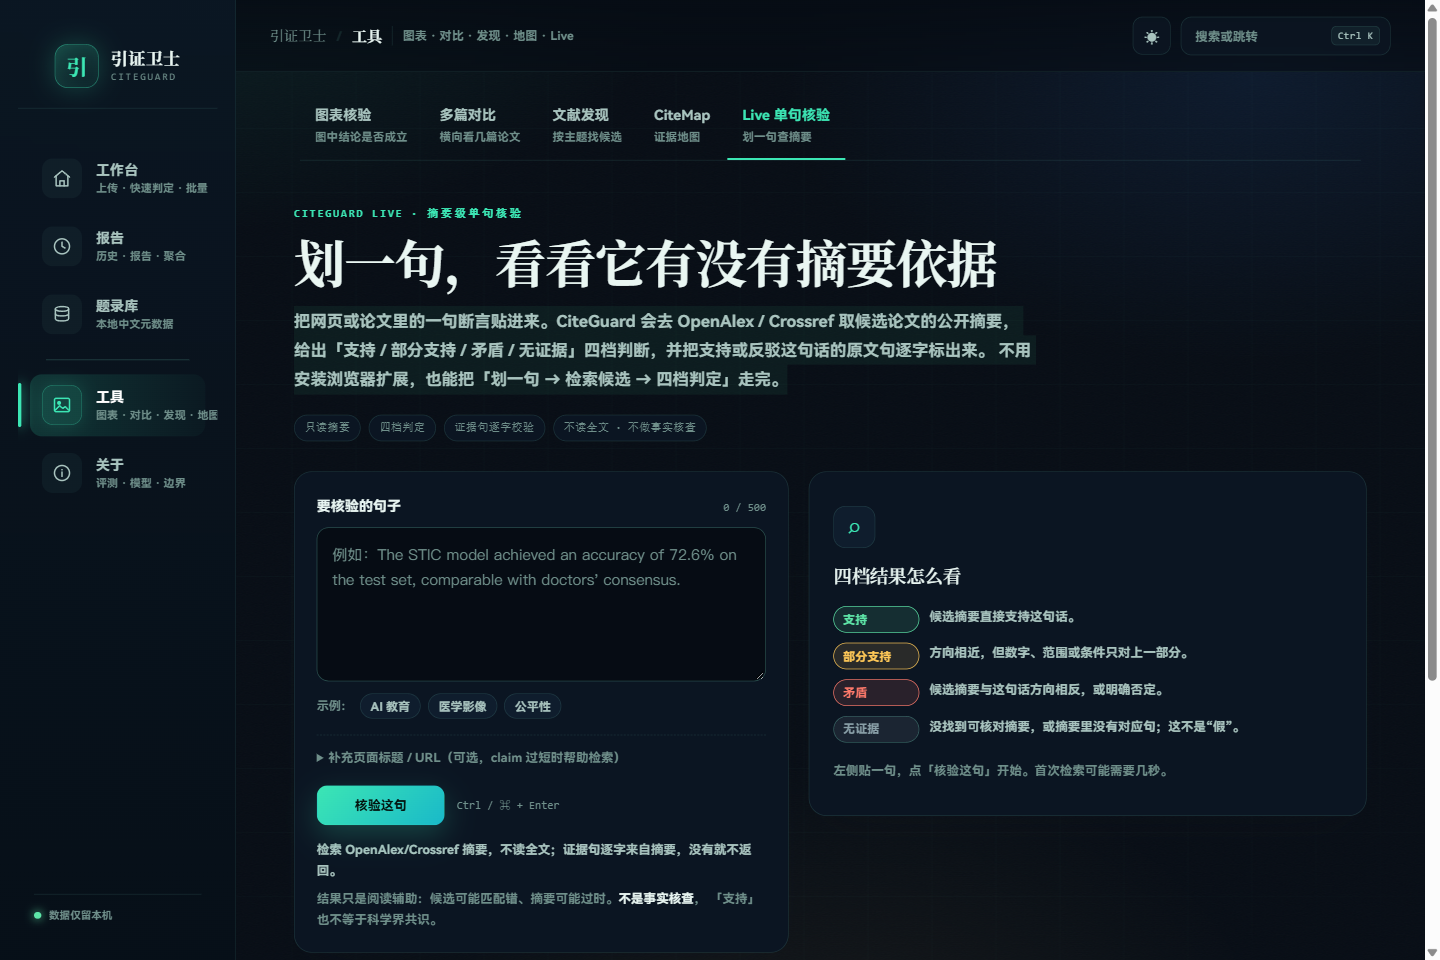 引
引证卫士
CITEGUARD
工作台
上传 · 快速判定 · 批量
报告
历史 · 报告 · 聚合
题录库
本地中文元数据
工具
图表 · 对比 · 发现 · 地图
关于
评测 · 模型 · 边界
数据仅留本机
引证卫士 / 工具 图表 · 对比 · 发现 · 地图 · Live
搜索或跳转 Ctrl K
图表核验
图中结论是否成立
多篇对比
横向看几篇论文
文献发现
按主题找候选
CiteMap
证据地图
Live 单句核验
划一句查摘要
CITEGUARD LIVE · 摘要级单句核验
划一句，看看它有没有摘要依据
把网页或论文里的一句断言贴进来。CiteGuard 会去 OpenAlex / Crossref 取候选论文的公开摘要，
给出「支持 / 部分支持 / 矛盾 / 无证据」四档判断，并把支持或反驳这句话的原文句逐字标出来。 不用
安装浏览器扩展，也能把「划一句 → 检索候选 → 四档判定」走完。
只读摘要
四档判定
证据句逐字校验
不读全文 · 不做事实核查
要核验的句子
0 / 500
例如：The STIC model achieved an accuracy of 72.6% on
the test set, comparable with doctors’ consensus.
示例：
AI 教育
医学影像
公平性
▶ 补充页面标题 / URL（可选，claim 过短时帮助检索）
核验这句
Ctrl / ⌘ + Enter
检索 OpenAlex/Crossref 摘要，不读全文；证据句逐字来自摘要，没有就不返
回。
结果只是阅读辅助：候选可能匹配错、摘要可能过时。不是事实核查，「支持」
也不等于科学界共识。
四档结果怎么看
支持
候选摘要直接支持这句话。
部分支持
方向相近，但数字、范围或条件只对上一部分。
矛盾
候选摘要与这句话方向相反，或明确否定。
无证据
没找到可核对摘要，或摘要里没有对应句；这不是“假”。
左侧贴一句，点「核验这句」开始。首次检索可能需要几秒。